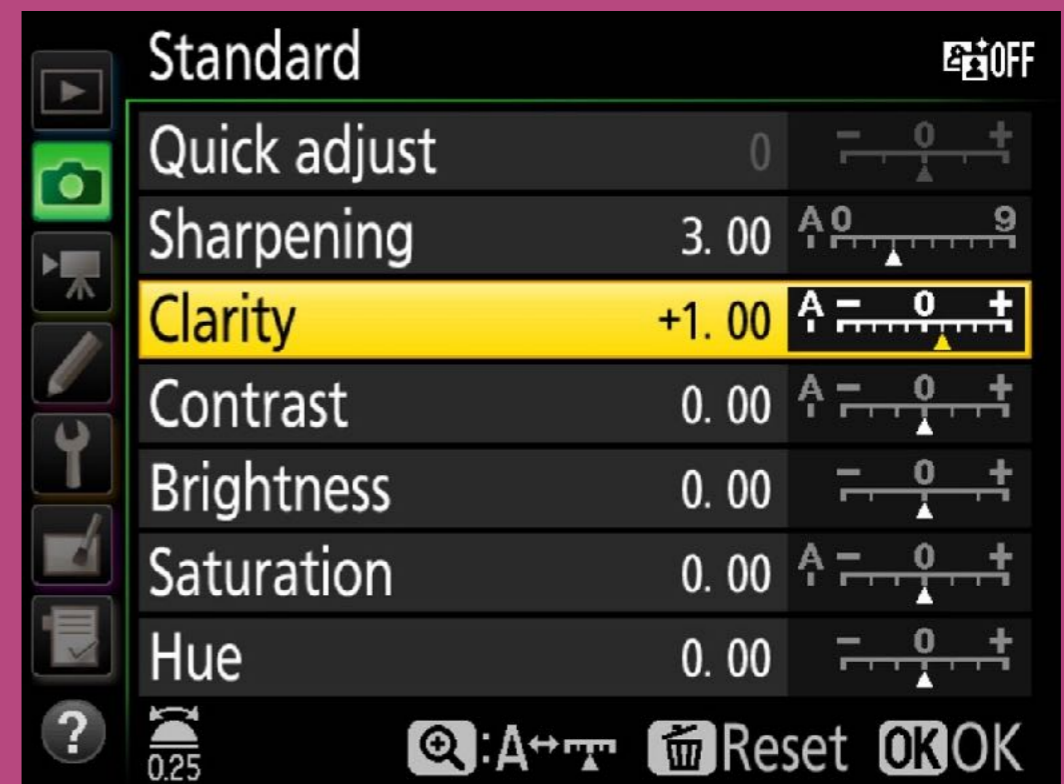 Standard OFF
Quick adjust 0 − 0 +
Sharpening 3.00 A 0 9
Clarity +1.00 A − 0 +
Contrast 0.00 A − 0 +
Brightness 0.00 − 0 +
Saturation 0.00 A − 0 +
Hue 0.00 − 0 +
? 0.25 :A↔ Reset OK OK